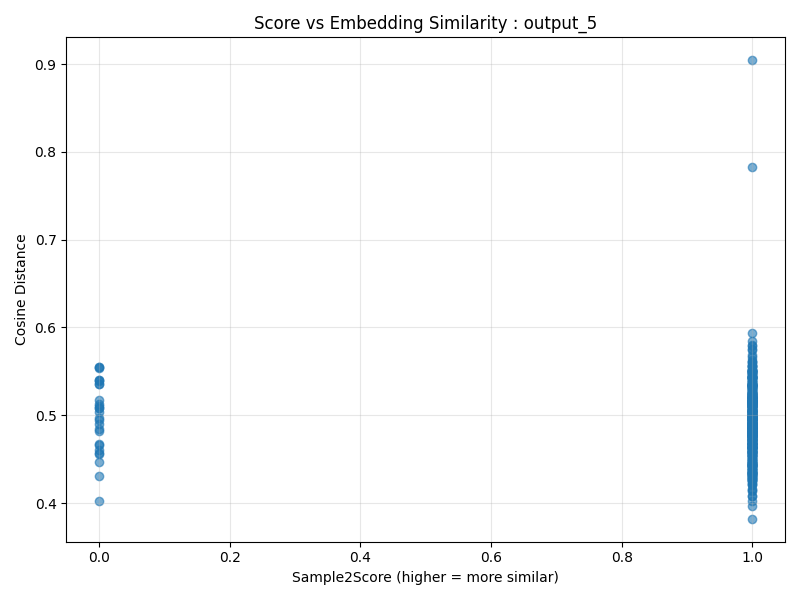 Score vs Embedding Similarity : output_5
Cosine Distance
0.9
0.8
0.7
0.6
0.5
0.4
0.0 0.2 0.4 0.6 0.8 1.0
Sample2Score (higher = more similar)